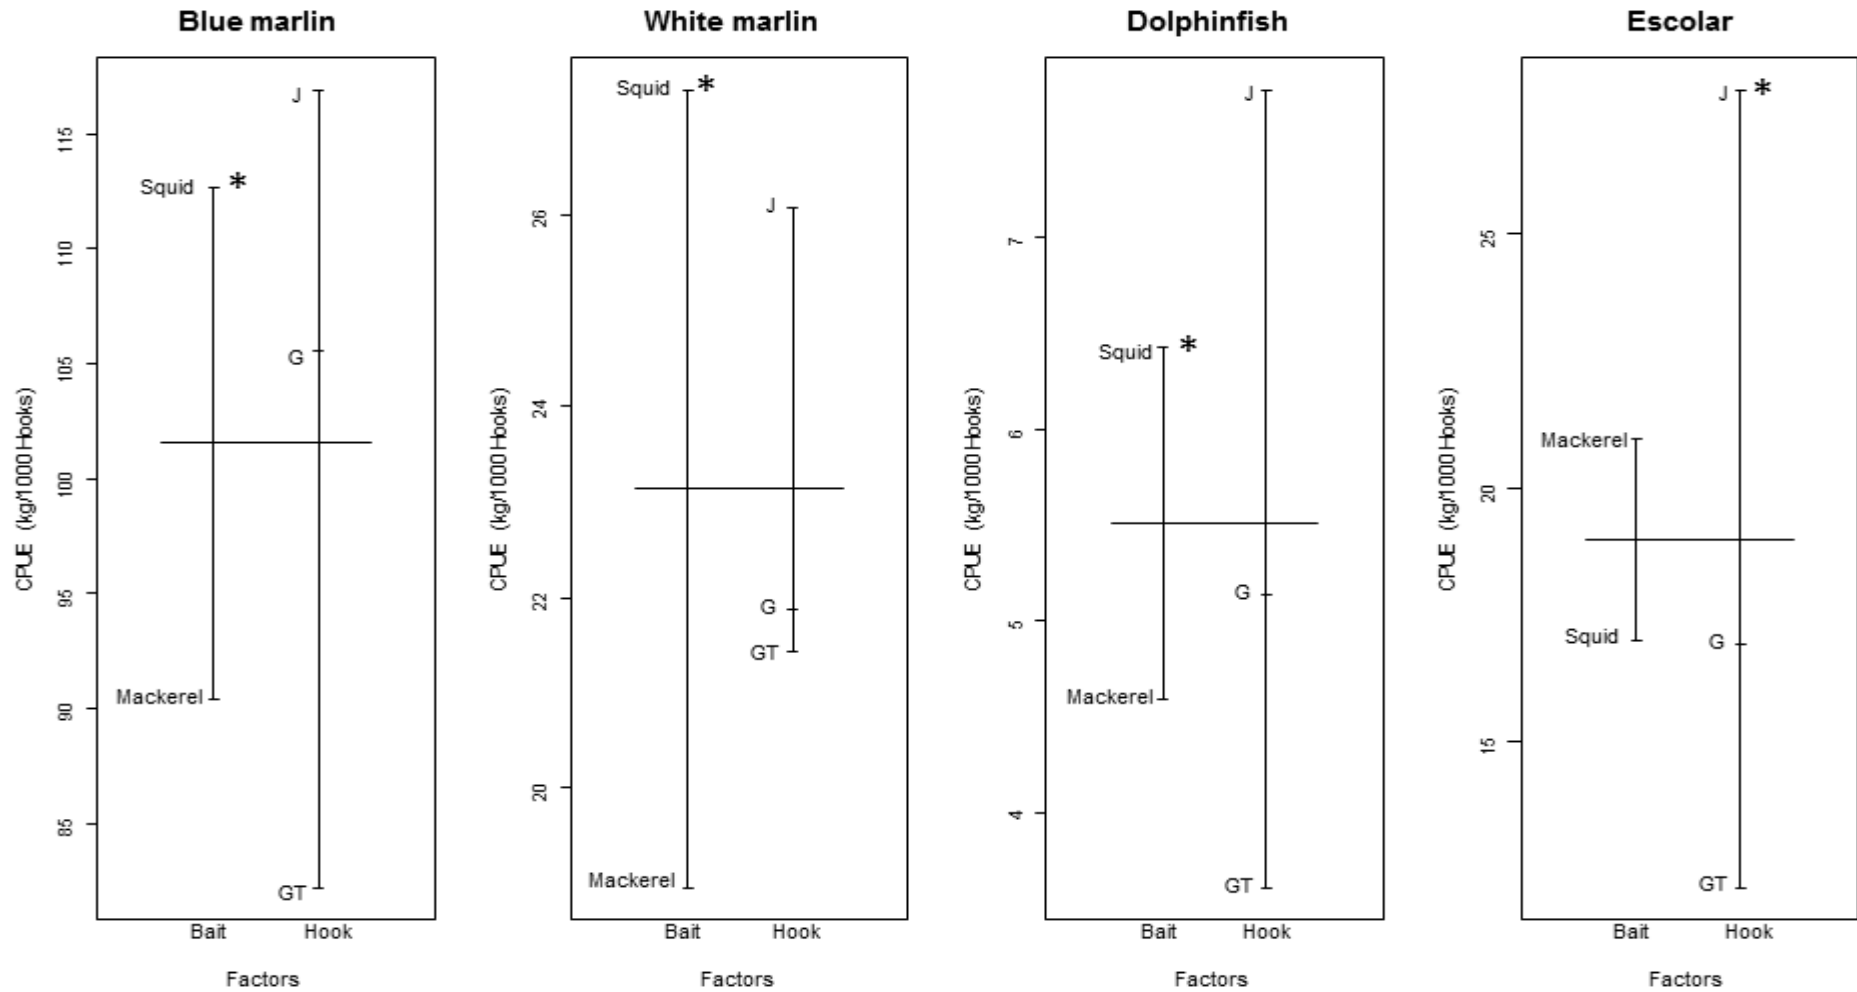 Blue marlin
CPUE (kg/1000 Hooks)
115
110
105
100
95
90
85
Squid *
Mackerel
J
G
GT
Bait Hook
Factors
White marlin
CPUE (kg/1000 Hooks)
26
24
22
20
Squid *
Mackerel
J
G
GT
Bait Hook
Factors
Dolphinfish
CPUE (kg/1000 Hooks)
7
6
5
4
Squid *
Mackerel
J
G
GT
Bait Hook
Factors
Escolar
CPUE (kg/1000 Hooks)
25
20
15
Mackerel
Squid
J *
G
GT
Bait Hook
Factors